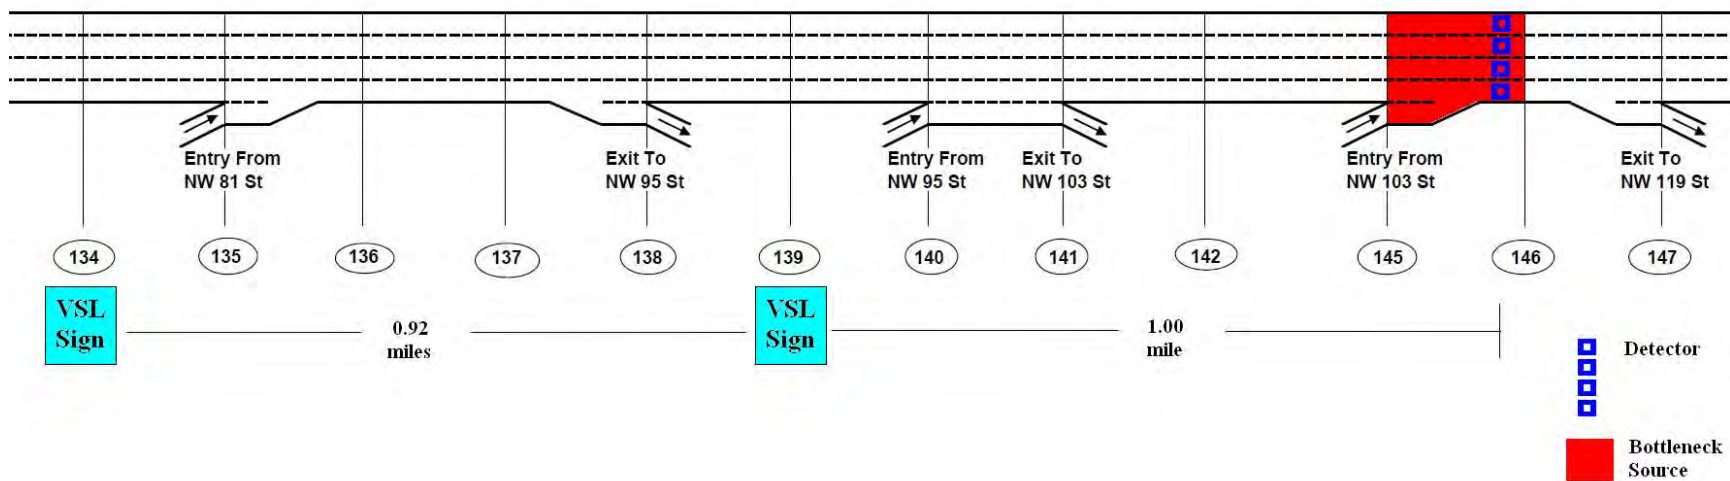 Entry From
NW 81 St
Exit To
NW 95 St
Entry From
NW 95 St
Exit To
NW 103 St
Entry From
NW 103 St
Exit To
NW 119 St
134
135
136
137
138
139
140
141
142
145
146
147
VSL
Sign
0.92
miles
VSL
Sign
1.00
mile
Detector
Bottleneck
Source